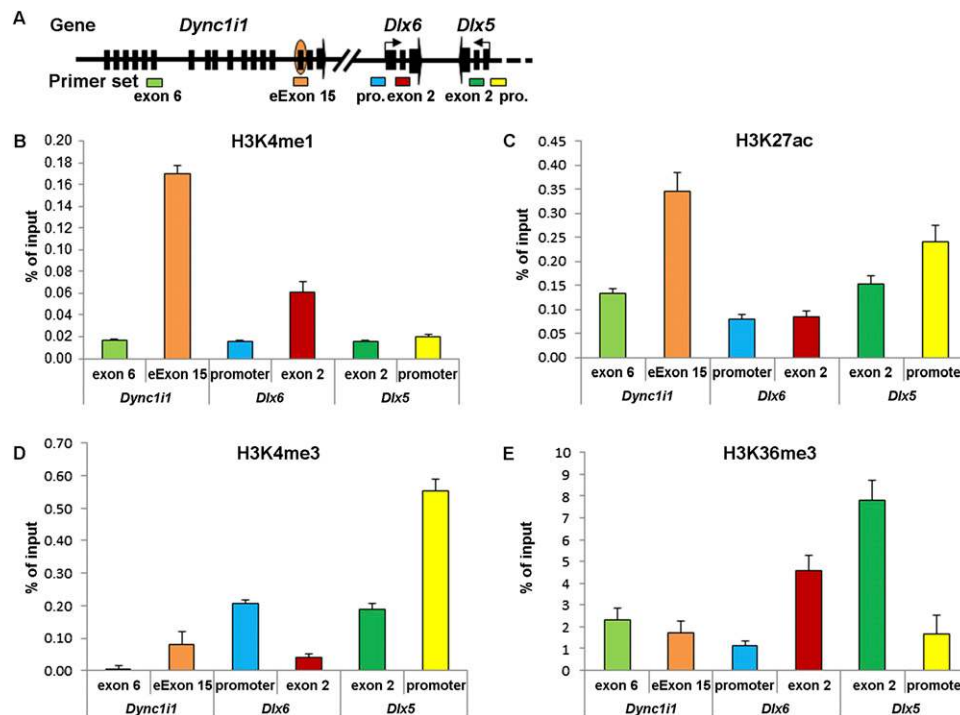 A
Gene Dync1i1 Dlx6 Dlx5
Primer set
exon 6 eExon 15 pro. exon 2 exon 2 pro.
B
H3K4me1
% of input
0.20
0.18
0.16
0.14
0.12
0.10
0.08
0.06
0.04
0.02
0.00
exon 6 eExon 15 promoter exon 2 exon 2 promoter
Dync1i1 Dlx6 Dlx5
C
H3K27ac
% of input
0.45
0.40
0.35
0.30
0.25
0.20
0.15
0.10
0.05
0.00
exon 6 eExon 15 promoter exon 2 exon 2 promoter
Dync1i1 Dlx6 Dlx5
D
H3K4me3
% of input
0.70
0.60
0.50
0.40
0.30
0.20
0.10
0.00
exon 6 eExon 15 promoter exon 2 exon 2 promoter
Dync1i1 Dlx6 Dlx5
E
H3K36me3
% of input
10
9
8
7
6
5
4
3
2
1
0
exon 6 eExon 15 promoter exon 2 exon 2 promoter
Dync1i1 Dlx6 Dlx5